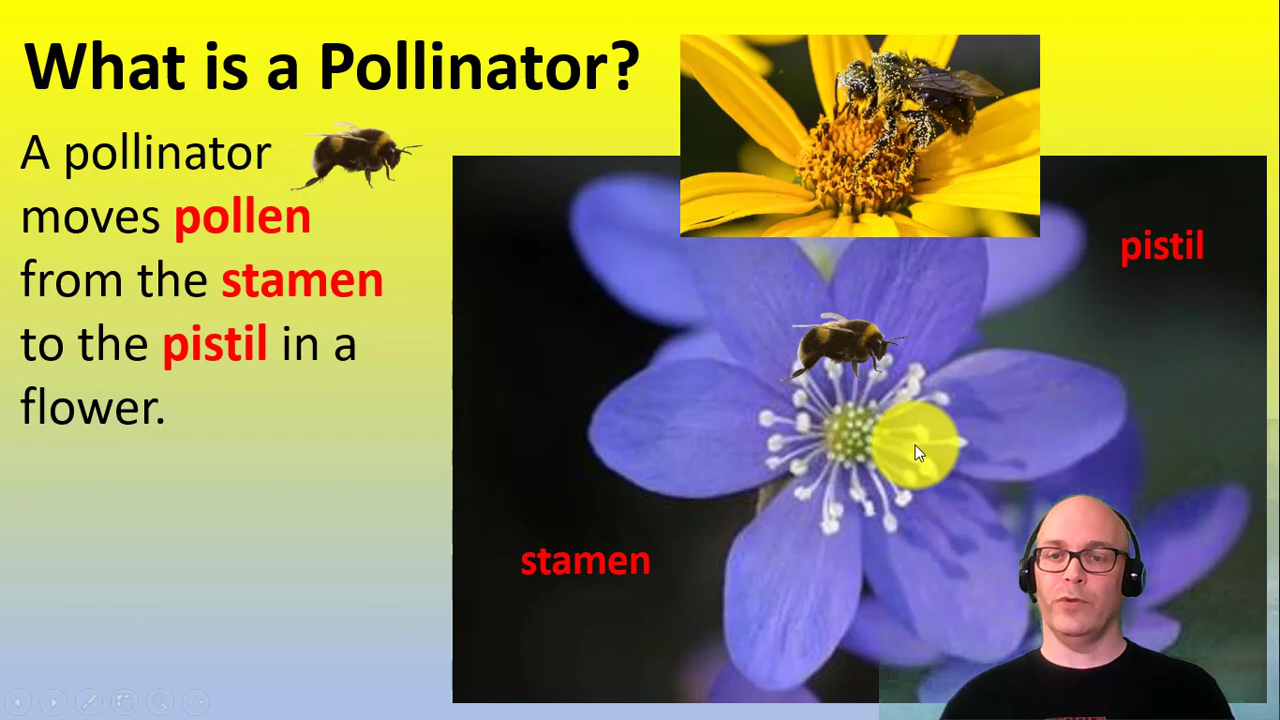 What is a Pollinator?
A pollinator
moves pollen
from the stamen
to the pistil in a
flower.
pistil
stamen